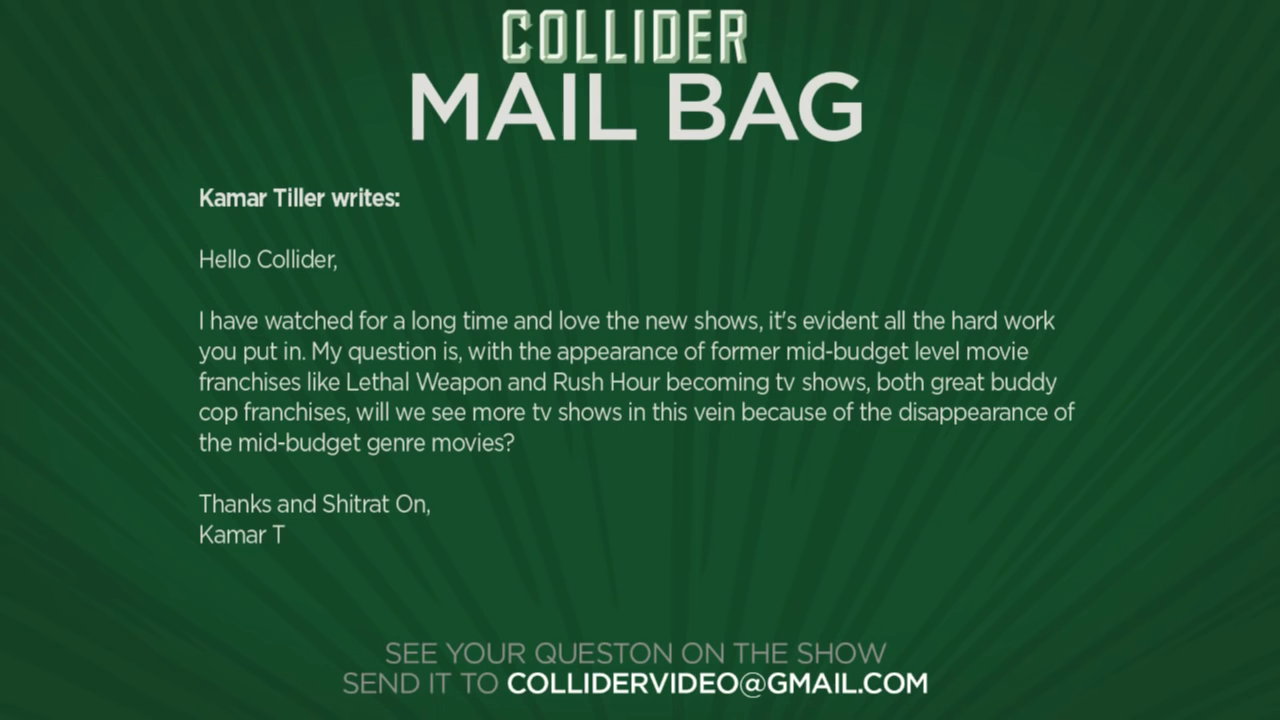 COLLIDER
MAIL BAG
Kamar Tiller writes:
Hello Collider,
I have watched for a long time and love the new shows, it's evident all the hard work
you put in. My question is, with the appearance of former mid-budget level movie
franchises like Lethal Weapon and Rush Hour becoming tv shows, both great buddy
cop franchises, will we see more tv shows in this vein because of the disappearance of
the mid-budget genre movies?
Thanks and Shitrat On,
Kamar T
SEE YOUR QUESTON ON THE SHOW
SEND IT TO COLLIDERVIDEO@GMAIL.COM